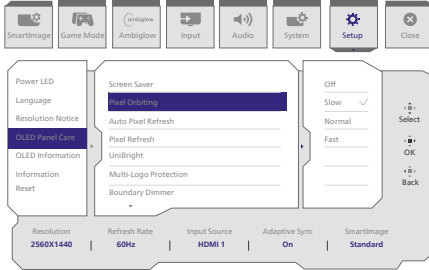 SmartImage Game Mode Ambiglow Input Audio System Setup Close
ambiglow
Power LED
Language
Resolution Notice
OLED Panel Care
OLED Information
Information
Reset
Screen Saver
Pixel Orbiting
Auto Pixel Refresh
Pixel Refresh
UniBright
Multi-Logo Protection
Boundary Dimmer
Off
Slow
Normal
Fast
Select
OK
Back
Resolution Refresh Rate Input Source Adaptive Sync SmartImage
2560X1440 | 60Hz | HDMI 1 | On | Standard